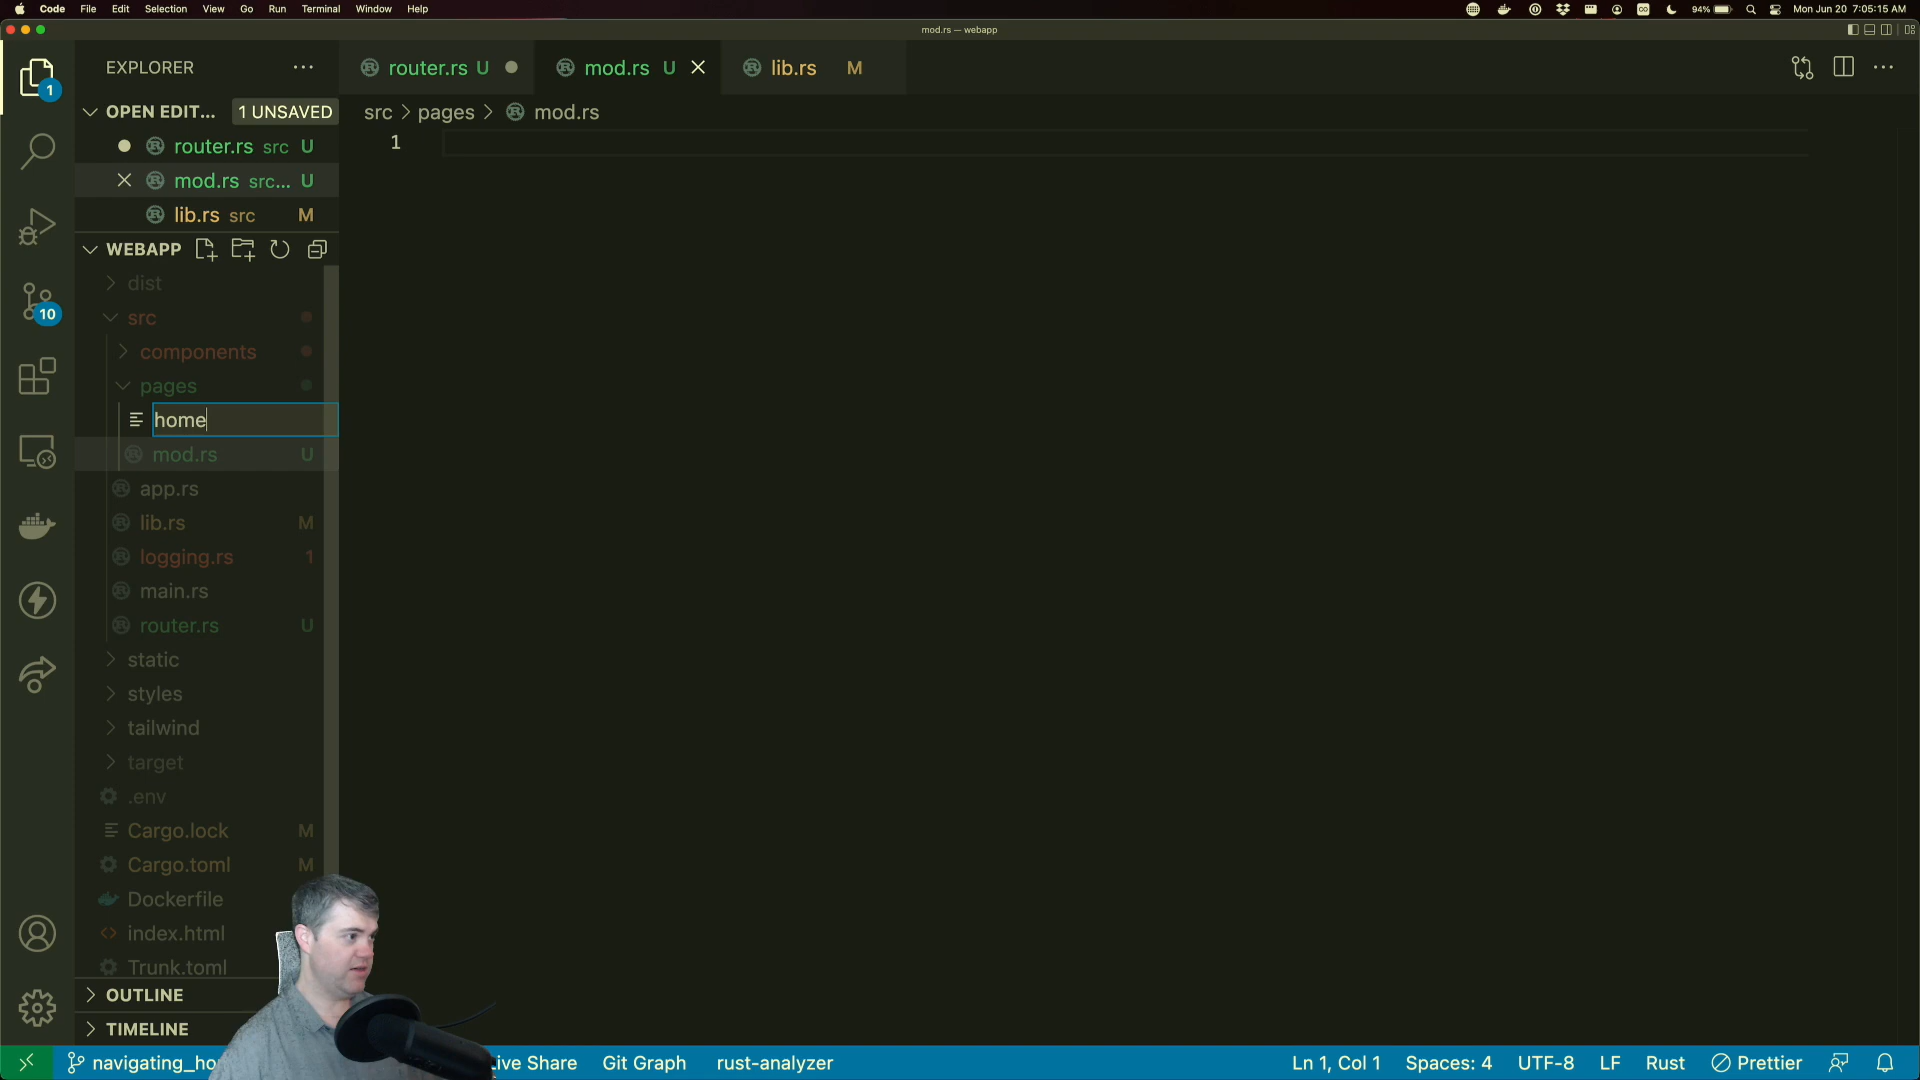 Code File Edit Selection View Go Run Terminal Window Help
94% Mon Jun 20 7:05:15 AM
mod.rs — webapp
EXPLORER
router.rs U
mod.rs U
lib.rs M
1
OPEN EDIT... 1 UNSAVED
src > pages > mod.rs
router.rs src U
1
mod.rs src... U
lib.rs src M
WEBAPP
dist
src
10
components
pages
home
mod.rs U
app.rs
lib.rs M
logging.rs 1
main.rs
router.rs U
static
styles
tailwind
target
.env
Cargo.lock M
Cargo.toml M
Dockerfile
index.html
Trunk.toml
OUTLINE
TIMELINE
Live Share Git Graph rust-analyzer
Ln 1, Col 1 Spaces: 4 UTF-8 LF Rust Prettier